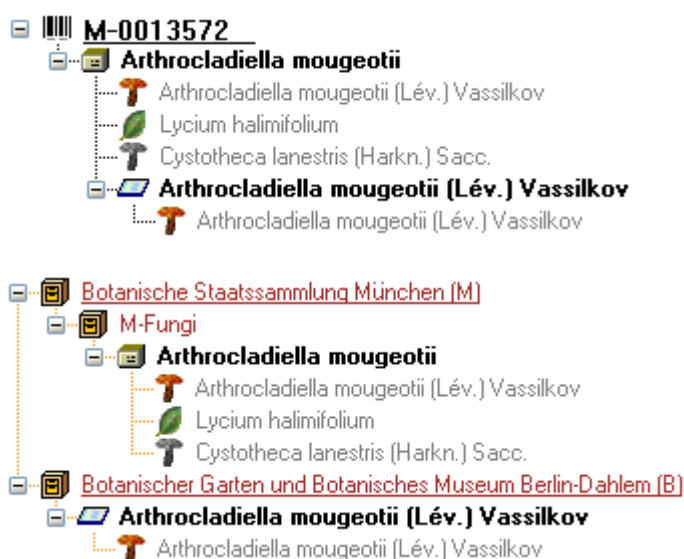 M-0013572
Arthrocladiella mougeotii
Arthrocladiella mougeotii (Lév.) Vassilkov
Lycium halimifolium
Cystotheca lanestris (Harkn.) Sacc.
Arthrocladiella mougeotii (Lév.) Vassilkov
Arthrocladiella mougeotii (Lév.) Vassilkov
Botanische Staatssammlung München (M)
M-Fungi
Arthrocladiella mougeotii
Arthrocladiella mougeotii (Lév.) Vassilkov
Lycium halimifolium
Cystotheca lanestris (Harkn.) Sacc.
Botanischer Garten und Botanisches Museum Berlin-Dahlem (B)
Arthrocladiella mougeotii (Lév.) Vassilkov
Arthrocladiella mougeotii (Lév.) Vassilkov